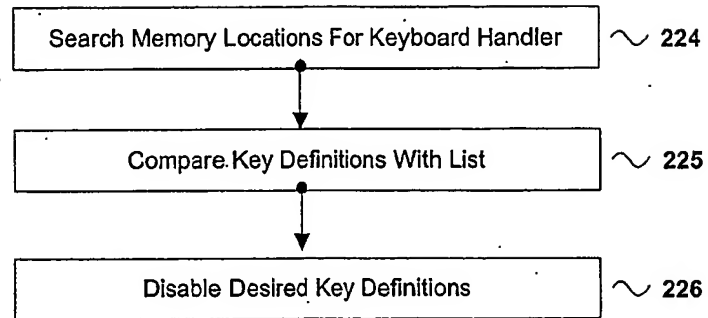 Search Memory Locations For Keyboard Handler 224
Compare Key Definitions With List 225
Disable Desired Key Definitions 226